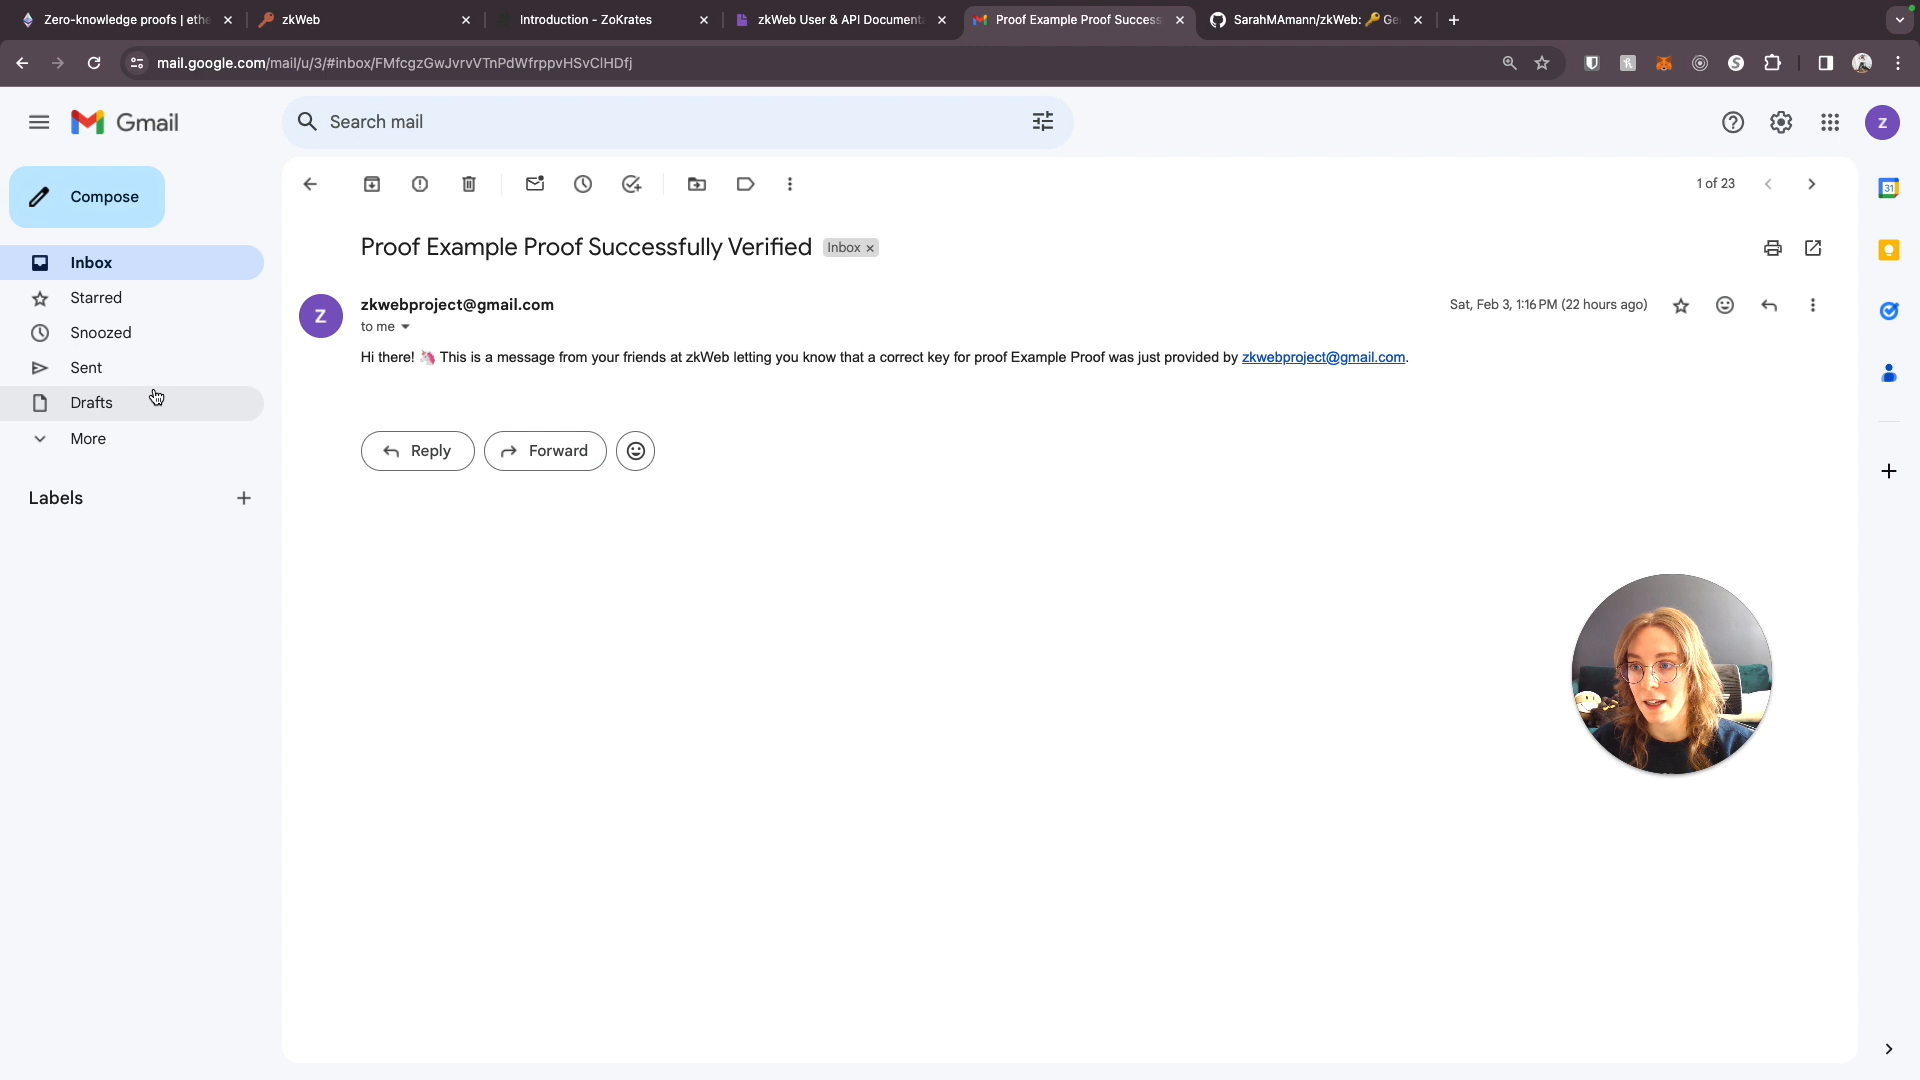 Zero-knowledge proofs | ethe
zkWeb
Introduction - ZoKrates
zkWeb User & API Documenta
Proof Example Proof Success
SarahMAmann/zkWeb: 🔑 Ge
mail.google.com/mail/u/3/#inbox/FMfcgzGwJvrvVTnPdWfrppvHSvClHDfj
Gmail
Search mail
Z
Compose
1 of 23
Inbox
Starred
Snoozed
Sent
Drafts
More
Labels
31
Proof Example Proof Successfully Verified
Inbox x
Z
zkwebproject@gmail.com
Sat, Feb 3, 1:16 PM (22 hours ago)
to me
Hi there! 🦄 This is a message from your friends at zkWeb letting you know that a correct key for proof Example Proof was just provided by zkwebproject@gmail.com.
Reply
Forward